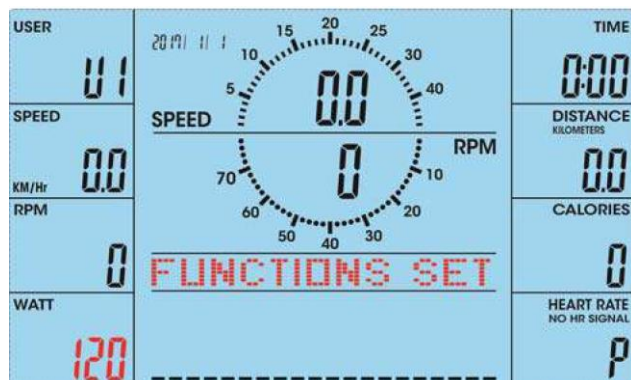 USER
U1
SPEED
KM/Hr 0.0
RPM
0
WATT
120
2019/ 1/ 1
5 10 15 20 25 30 40
SPEED 0.0
0 RPM
70 60 50 40 30 20 10
FUNCTIONS SET
TIME
0:00
DISTANCE
KILOMETERS
0.0
CALORIES
0
HEART RATE
NO HR SIGNAL
P